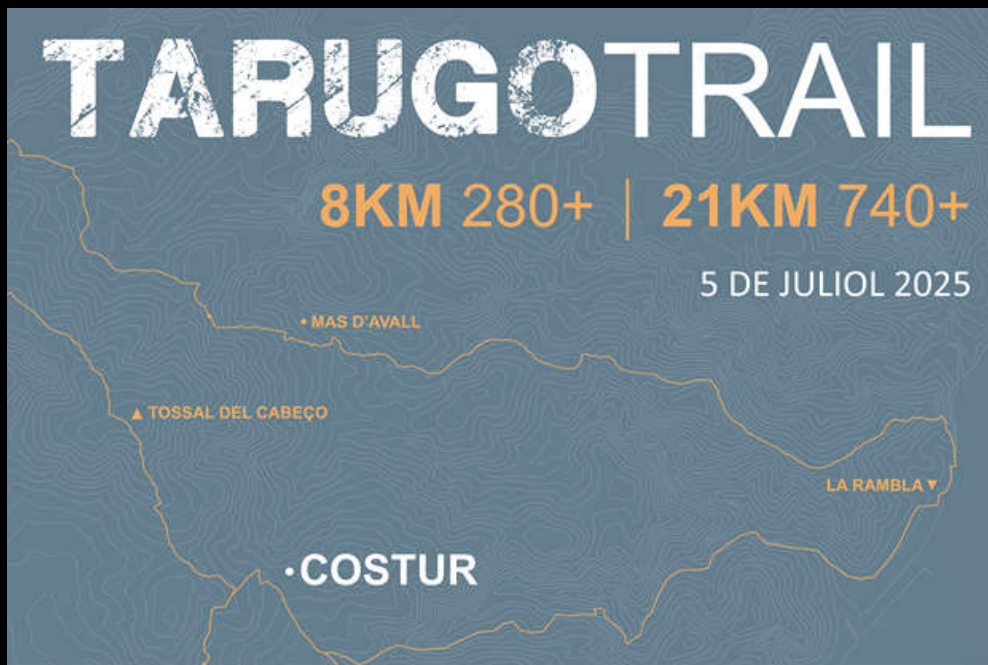 TARUGOTRAIL
8KM 280+ | 21KM 740+
5 DE JULIOL 2025
MAS D'AVALL
TOSSAL DEL CABEÇO
LA RAMBLA
COSTUR